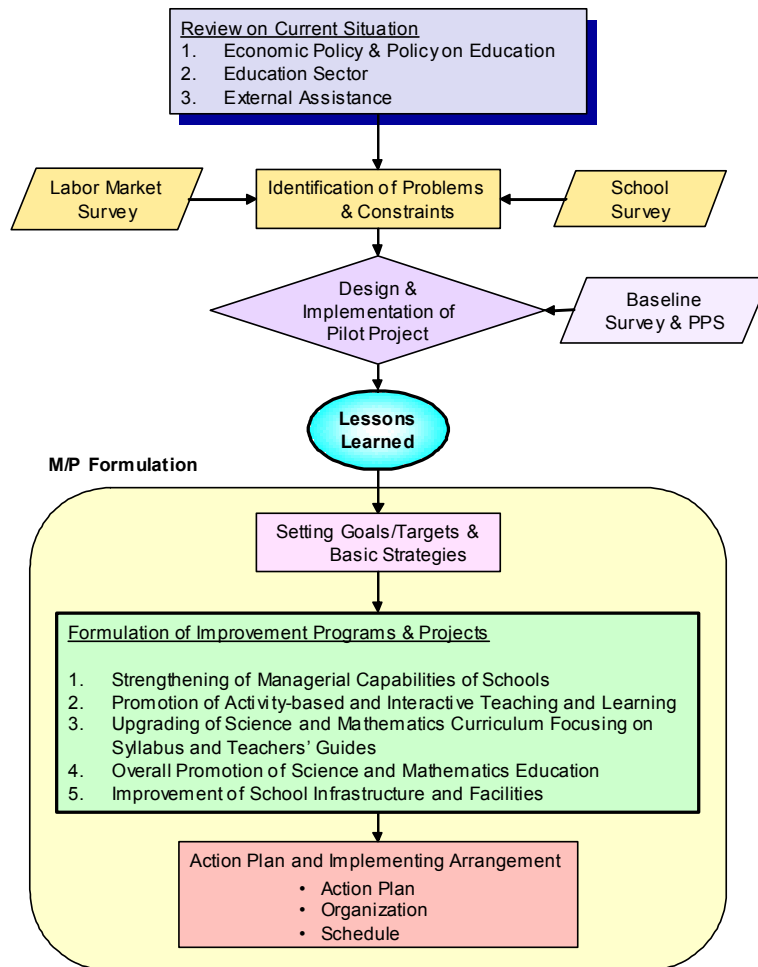 Review on Current Situation
1. Economic Policy & Policy on Education
2. Education Sector
3. External Assistance
Labor Market
Survey
Identification of Problems
& Constraints
School
Survey
Design &
Implementation of
Pilot Project
Baseline
Survey & PPS
Lessons
Learned
M/P Formulation
Setting Goals/Targets &
Basic Strategies
Formulation of Improvement Programs & Projects
1. Strengthening of Managerial Capabilities of Schools
2. Promotion of Activity-based and Interactive Teaching and Learning
3. Upgrading of Science and Mathematics Curriculum Focusing on
Syllabus and Teachers’ Guides
4. Overall Promotion of Science and Mathematics Education
5. Improvement of School Infrastructure and Facilities
Action Plan and Implementing Arrangement
• Action Plan
• Organization
• Schedule